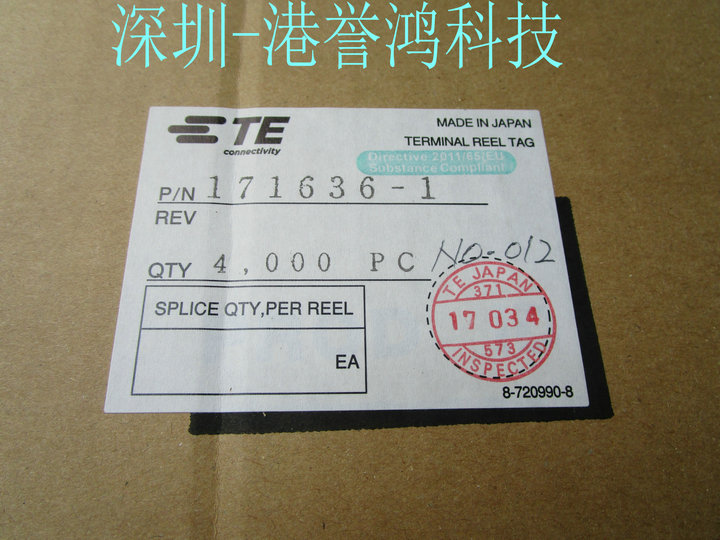 深圳-港誉鸿科技
TE
connectivity
MADE IN JAPAN
TERMINAL REEL TAG
Directive 2011/65/EU
Substance Compliant
P/N 171636-1
REV
QTY 4,000 PC
NO-012
SPLICE QTY,PER REEL
EA
TE JAPAN
371
17 03 4
573
INSPECTED
8-720990-8